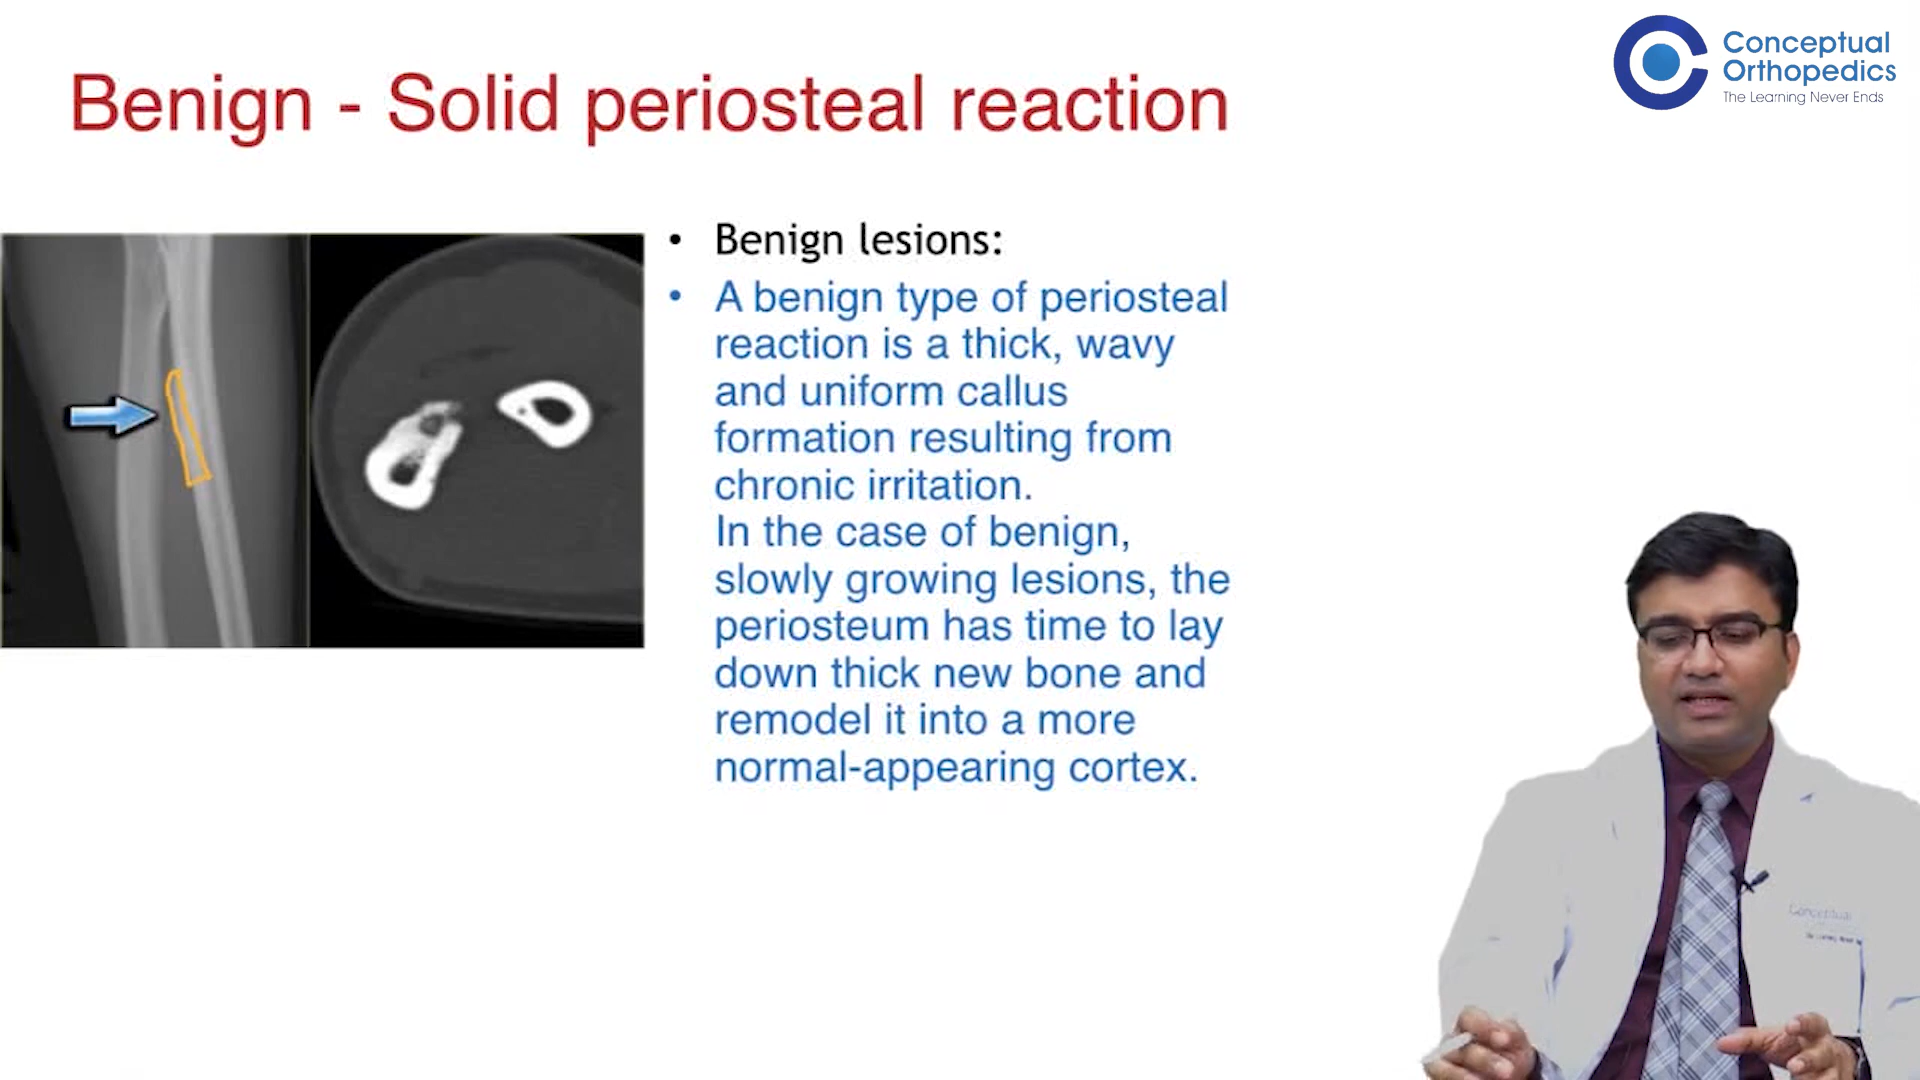 Conceptual
Orthopedics
The Learning Never Ends
Benign - Solid periosteal reaction
• Benign lesions:
• A benign type of periosteal
reaction is a thick, wavy
and uniform callus
formation resulting from
chronic irritation.
In the case of benign,
slowly growing lesions, the
periosteum has time to lay
down thick new bone and
remodel it into a more
normal-appearing cortex.
Conceptual